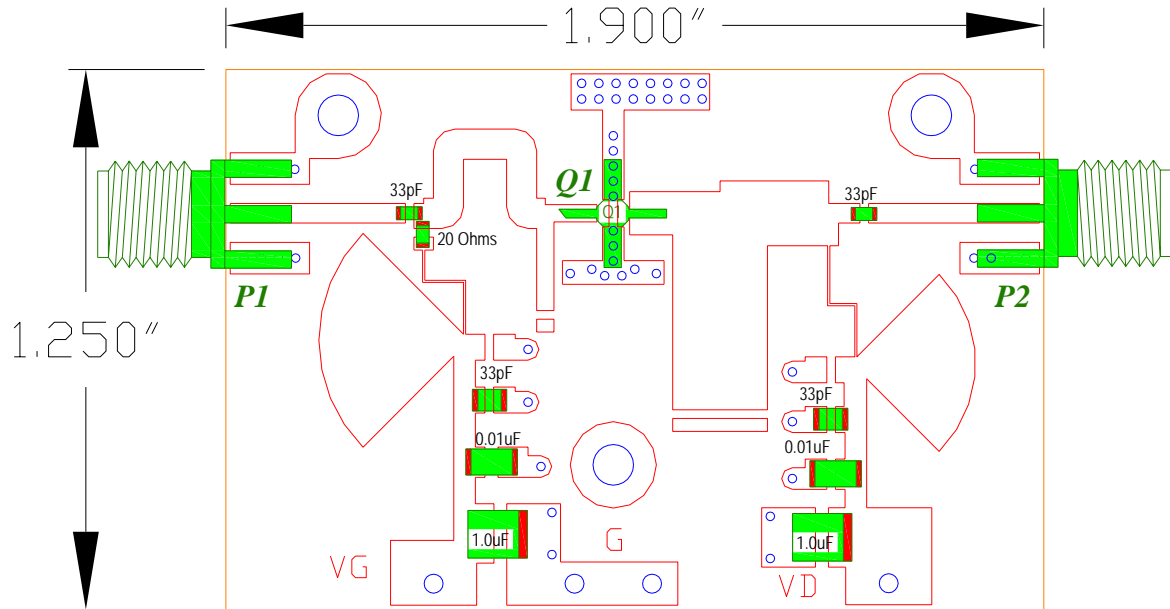 1.900"
Q1
33pF
33pF
Q1
20 Ohms
P1
P2
1.250"
33pF
33pF
0.01uF
0.01uF
1.0uF
G
1.0uF
VG
VD